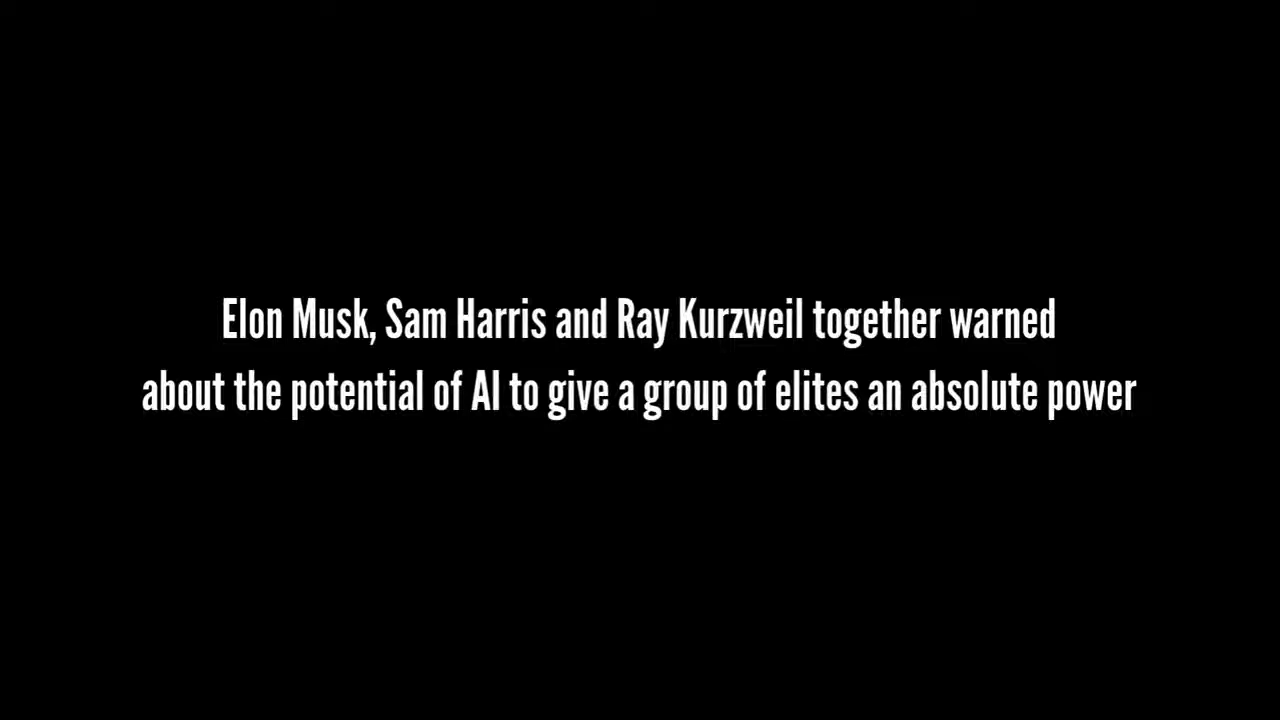 Elon Musk, Sam Harris and Ray Kurzweil together warned
about the potential of AI to give a group of elites an absolute power